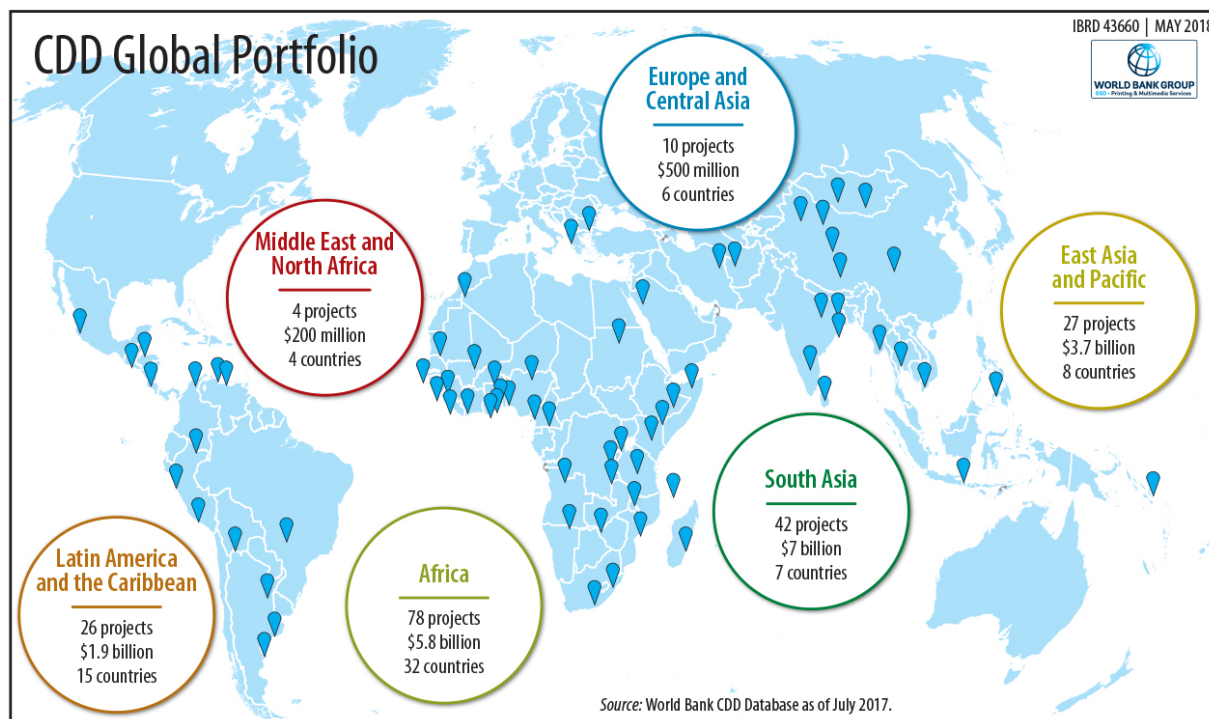 CDD Global Portfolio
IBRD 43660 | MAY 2018
WORLD BANK GROUP
GSD - Printing & Multimedia Services
Europe and
Central Asia
10 projects
$500 million
6 countries
Middle East and
North Africa
4 projects
$200 million
4 countries
East Asia
and Pacific
27 projects
$3.7 billion
8 countries
South Asia
42 projects
$7 billion
7 countries
Latin America
and the Caribbean
26 projects
$1.9 billion
15 countries
Africa
78 projects
$5.8 billion
32 countries
Source: World Bank CDD Database as of July 2017.